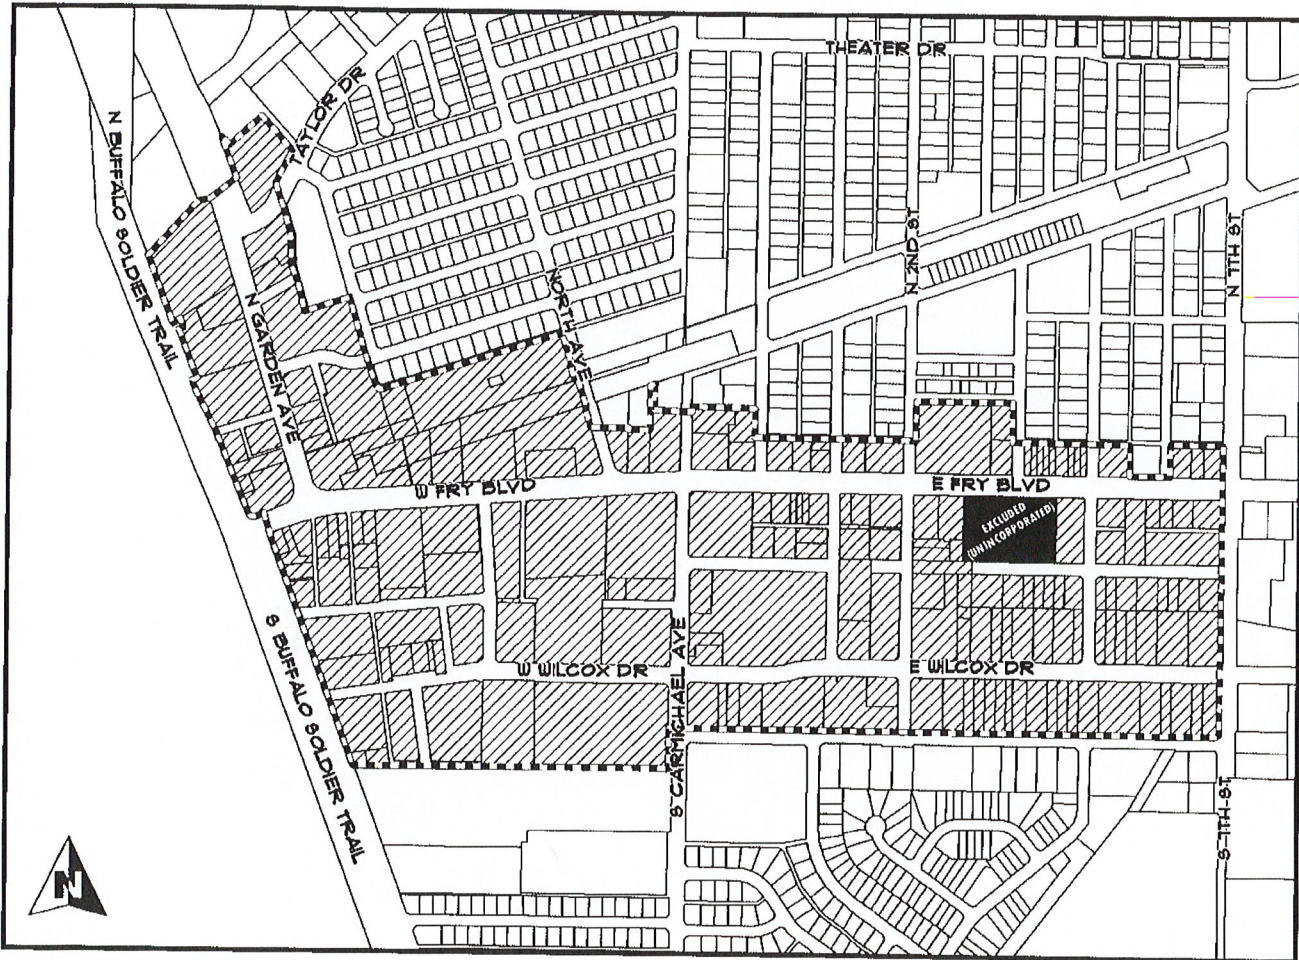 THEATER DR
TAYLOR DR
N BUFFALO SOLDIER TRAIL
N 2ND ST
N 7TH ST
NORTH AVE
N GARDEN AVE
W FRY BLVD
E FRY BLVD
EXCLUDED
(UNINCORPORATED)
S BUFFALO SOLDIER TRAIL
W WILCOX DR
E WILCOX DR
S CARMICHAEL AVE
S 7TH ST
N